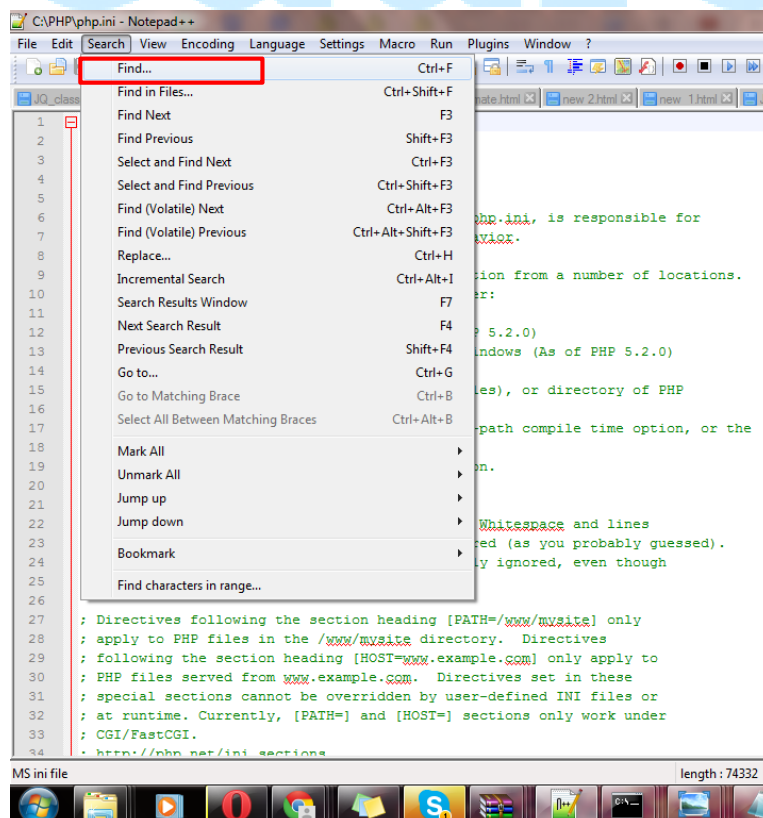 C:\PHP\php.ini - Notepad++
File Edit Search View Encoding Language Settings Macro Run Plugins Window ?
JQ_class mate.html new 2.html new 1.html
Find... Ctrl+F
Find in Files... Ctrl+Shift+F
Find Next F3
Find Previous Shift+F3
Select and Find Next Ctrl+F3
Select and Find Previous Ctrl+Shift+F3
Find (Volatile) Next Ctrl+Alt+F3
Find (Volatile) Previous Ctrl+Alt+Shift+F3
Replace... Ctrl+H
Incremental Search Ctrl+Alt+I
Search Results Window F7
Next Search Result F4
Previous Search Result Shift+F4
Go to... Ctrl+G
Go to Matching Brace Ctrl+B
Select All Between Matching Braces Ctrl+Alt+B
Mark All
Unmark All
Jump up
Jump down
Bookmark
Find characters in range...
1
2
3
4
5
6 php.ini, is responsible for
7 avior.
8
9 tion from a number of locations.
10 er:
11
12 P 5.2.0)
13 indows (As of PHP 5.2.0)
14
15 les), or directory of PHP
16
17 -path compile time option, or the
18
19 on.
20
21
22 Whitespace and lines
23 red (as you probably guessed).
24 ly ignored, even though
25
26
27 ; Directives following the section heading [PATH=/www/mysite] only
28 ; apply to PHP files in the /www/mysite directory. Directives
29 ; following the section heading [HOST=www.example.com] only apply to
30 ; PHP files served from www.example.com. Directives set in these
31 ; special sections cannot be overridden by user-defined INI files or
32 ; at runtime. Currently, [PATH=] and [HOST=] sections only work under
33 ; CGI/FastCGI.
34 ; http://php.net/ini.sections
MS ini file length : 74332